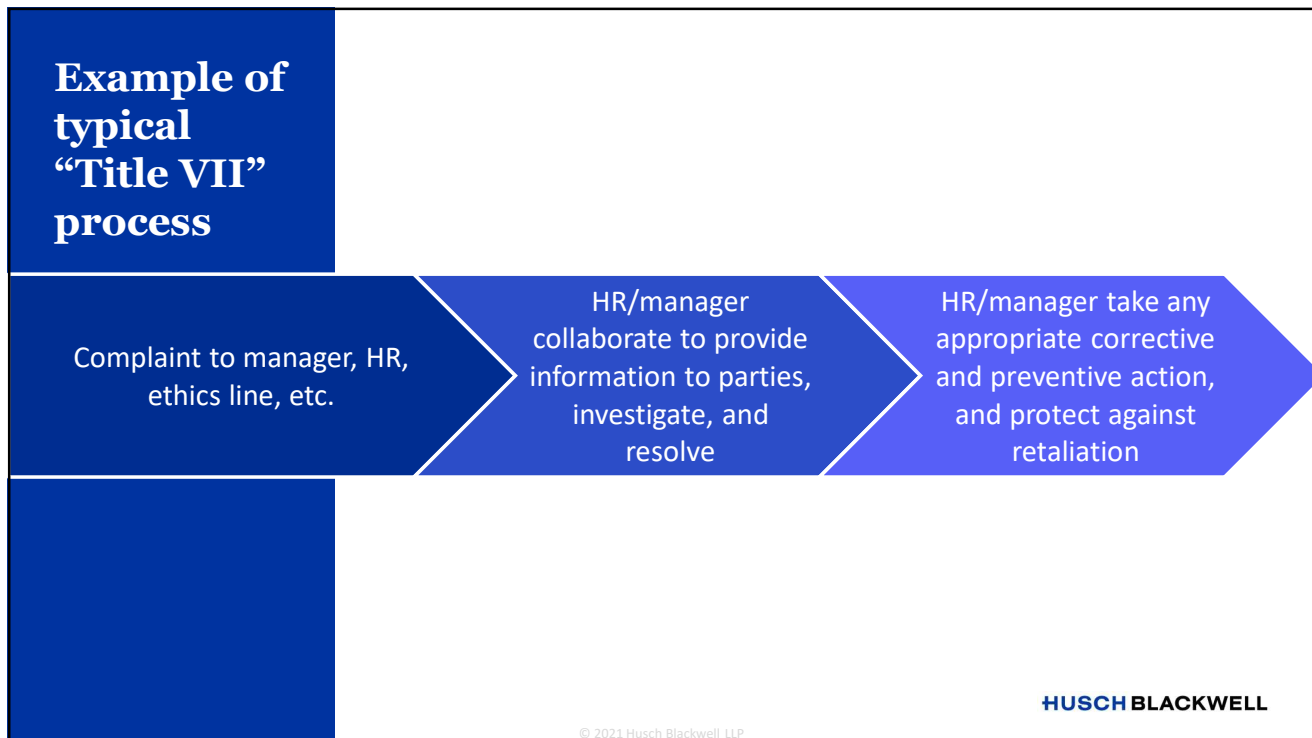 Example of
typical
“Title VII”
process
Complaint to manager, HR,
ethics line, etc.
HR/manager
collaborate to provide
information to parties,
investigate, and
resolve
HR/manager take any
appropriate corrective
and preventive action,
and protect against
retaliation
HUSCH BLACKWELL
© 2021 Husch Blackwell LLP